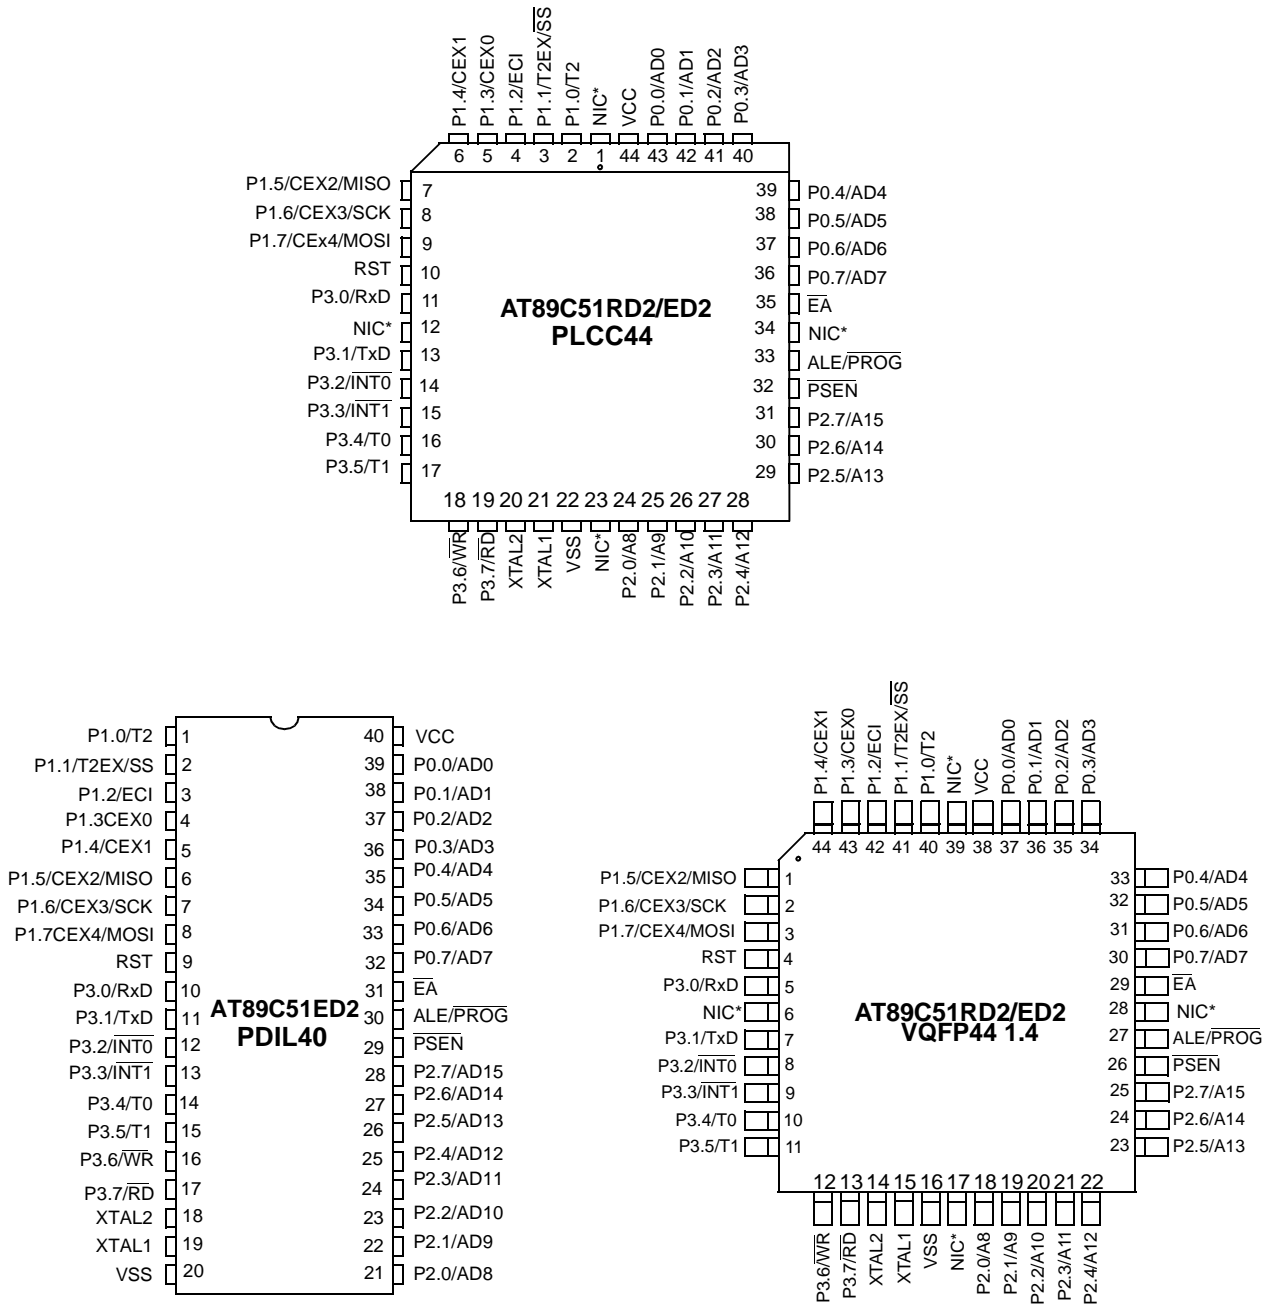 P1.4/CEX1
P1.3/CEX0
P1.2/ECI
P1.1/T2EX/SS
P1.0/T2
NIC*
VCC
P0.0/AD0
P0.1/AD1
P0.2/AD2
P0.3/AD3
6 5 4 3 2 1 44 43 42 41 40
P1.5/CEX2/MISO 7
P1.6/CEX3/SCK 8
P1.7/CEx4/MOSI 9
RST 10
P3.0/RxD 11
NIC* 12
P3.1/TxD 13
P3.2/INT0 14
P3.3/INT1 15
P3.4/T0 16
P3.5/T1 17
AT89C51RD2/ED2
PLCC44
39 P0.4/AD4
38 P0.5/AD5
37 P0.6/AD6
36 P0.7/AD7
35 EA
34 NIC*
33 ALE/PROG
32 PSEN
31 P2.7/A15
30 P2.6/A14
29 P2.5/A13
18 19 20 21 22 23 24 25 26 27 28
P3.6/WR
P3.7/RD
XTAL2
XTAL1
VSS
NIC*
P2.0/A8
P2.1/A9
P2.2/A10
P2.3/A11
P2.4/A12
P1.0/T2 1
P1.1/T2EX/SS 2
P1.2/ECI 3
P1.3CEX0 4
P1.4/CEX1 5
P1.5/CEX2/MISO 6
P1.6/CEX3/SCK 7
P1.7CEX4/MOSI 8
RST 9
P3.0/RxD 10
P3.1/TxD 11
P3.2/INT0 12
P3.3/INT1 13
P3.4/T0 14
P3.5/T1 15
P3.6/WR 16
P3.7/RD 17
XTAL2 18
XTAL1 19
VSS 20
AT89C51ED2
PDIL40
40 VCC
39 P0.0/AD0
38 P0.1/AD1
37 P0.2/AD2
36 P0.3/AD3
35 P0.4/AD4
34 P0.5/AD5
33 P0.6/AD6
32 P0.7/AD7
31 EA
30 ALE/PROG
29 PSEN
28 P2.7/AD15
27 P2.6/AD14
26 P2.5/AD13
25 P2.4/AD12
24 P2.3/AD11
23 P2.2/AD10
22 P2.1/AD9
21 P2.0/AD8
P1.4/CEX1
P1.3/CEX0
P1.2/ECI
P1.1/T2EX/SS
P1.0/T2
NIC*
VCC
P0.0/AD0
P0.1/AD1
P0.2/AD2
P0.3/AD3
44 43 42 41 40 39 38 37 36 35 34
P1.5/CEX2/MISO 1
P1.6/CEX3/SCK 2
P1.7/CEX4/MOSI 3
RST 4
P3.0/RxD 5
NIC* 6
P3.1/TxD 7
P3.2/INT0 8
P3.3/INT1 9
P3.4/T0 10
P3.5/T1 11
AT89C51RD2/ED2
VQFP44 1.4
33 P0.4/AD4
32 P0.5/AD5
31 P0.6/AD6
30 P0.7/AD7
29 EA
28 NIC*
27 ALE/PROG
26 PSEN
25 P2.7/A15
24 P2.6/A14
23 P2.5/A13
12 13 14 15 16 17 18 19 20 21 22
P3.6/WR
P3.7/RD
XTAL2
XTAL1
VSS
NIC*
P2.0/A8
P2.1/A9
P2.2/A10
P2.3/A11
P2.4/A12